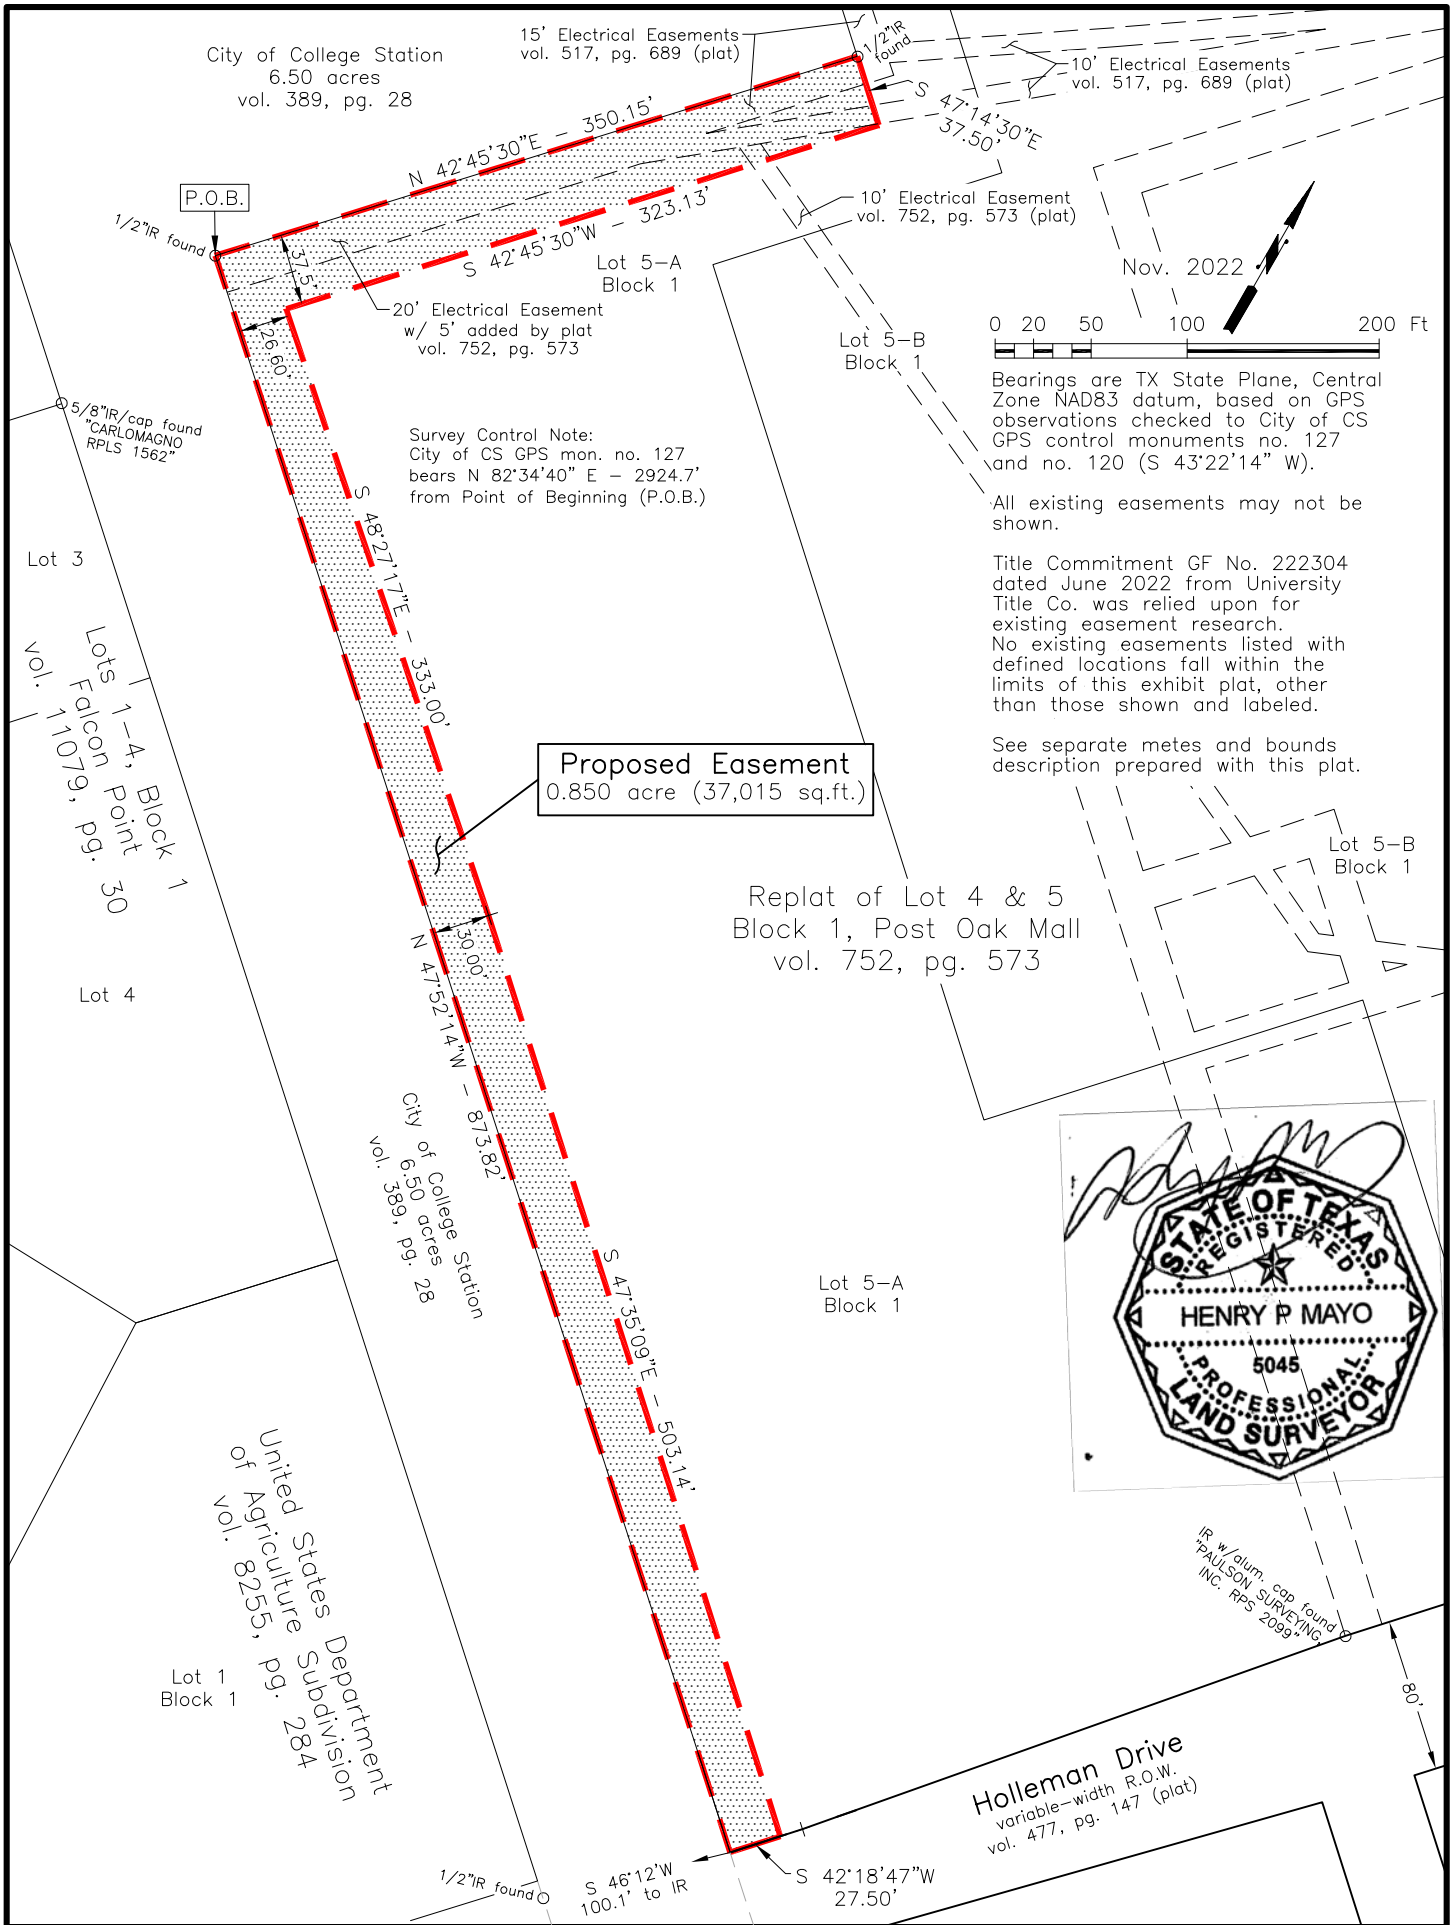 City of College Station
6.50 acres
vol. 389, pg. 28
15' Electrical Easements
vol. 517, pg. 689 (plat)
1/2"IR
found
10' Electrical Easements
vol. 517, pg. 689 (plat)
S 47°14'30"E
37.50'
N 42°45'30"E - 350.15'
P.O.B.
1/2"IR found
10' Electrical Easement
vol. 752, pg. 573 (plat)
S 42°45'30"W - 323.13'
37.5'
26.60'
Lot 5-A
Block 1
20' Electrical Easement
w/ 5' added by plat
vol. 752, pg. 573
Lot 5-B
Block 1
Nov. 2022
0 20 50 100 200 Ft
Bearings are TX State Plane, Central
Zone NAD83 datum, based on GPS
observations checked to City of CS
GPS control monuments no. 127
and no. 120 (S 43°22'14" W).
All existing easements may not be
shown.
Title Commitment GF No. 222304
dated June 2022 from University
Title Co. was relied upon for
existing easement research.
No existing easements listed with
defined locations fall within the
limits of this exhibit plat, other
than those shown and labeled.
See separate metes and bounds
description prepared with this plat.
5/8"IR/cap found
"CARLOMAGNO
RPLS 1562"
Survey Control Note:
City of CS GPS mon. no. 127
bears N 82°34'40" E - 2924.7'
from Point of Beginning (P.O.B.)
S 48°27'17"E - 333.00'
Lot 3
Lots 1-4, Block 1
Falcon Point
vol. 11079, pg. 30
Proposed Easement
0.850 acre (37,015 sq.ft.)
Lot 5-B
Block 1
Replat of Lot 4 & 5
Block 1, Post Oak Mall
vol. 752, pg. 573
30.00'
N 47°52'14"W - 873.82'
Lot 4
City of College Station
6.50 acres
vol. 389, pg. 28
S 47°35'09"E - 503.14'
Lot 5-A
Block 1
STATE OF TEXAS
REGISTERED
HENRY P MAYO
5045
PROFESSIONAL
LAND SURVEYOR
United States Department
of Agriculture Subdivision
vol. 8255, pg. 284
Lot 1
Block 1
IR w/alum. cap found
"PAULSON SURVEYING,
INC. RPS 2099"
80'
Holleman Drive
variable-width R.O.W.
vol. 477, pg. 147 (plat)
1/2"IR found
S 46°12'W
100.1' to IR
S 42°18'47"W
27.50'